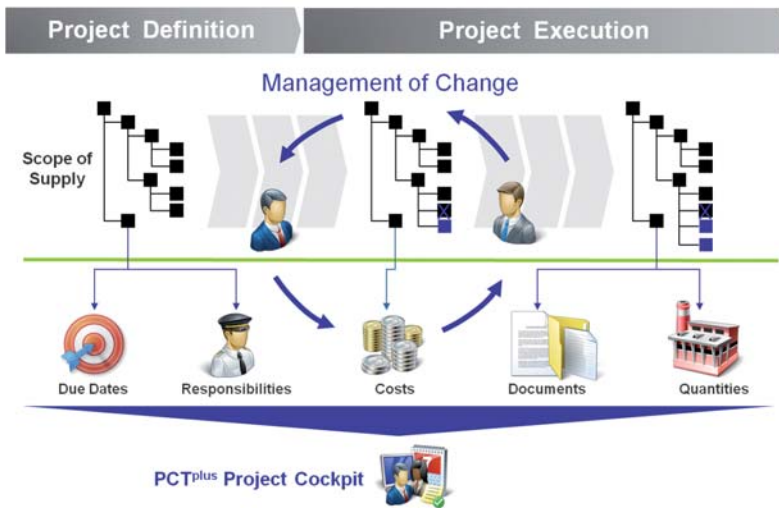 Project Definition
Project Execution
Management of Change
Scope of
Supply
Due Dates
Responsibilities
Costs
Documents
Quantities
PCTplus Project Cockpit